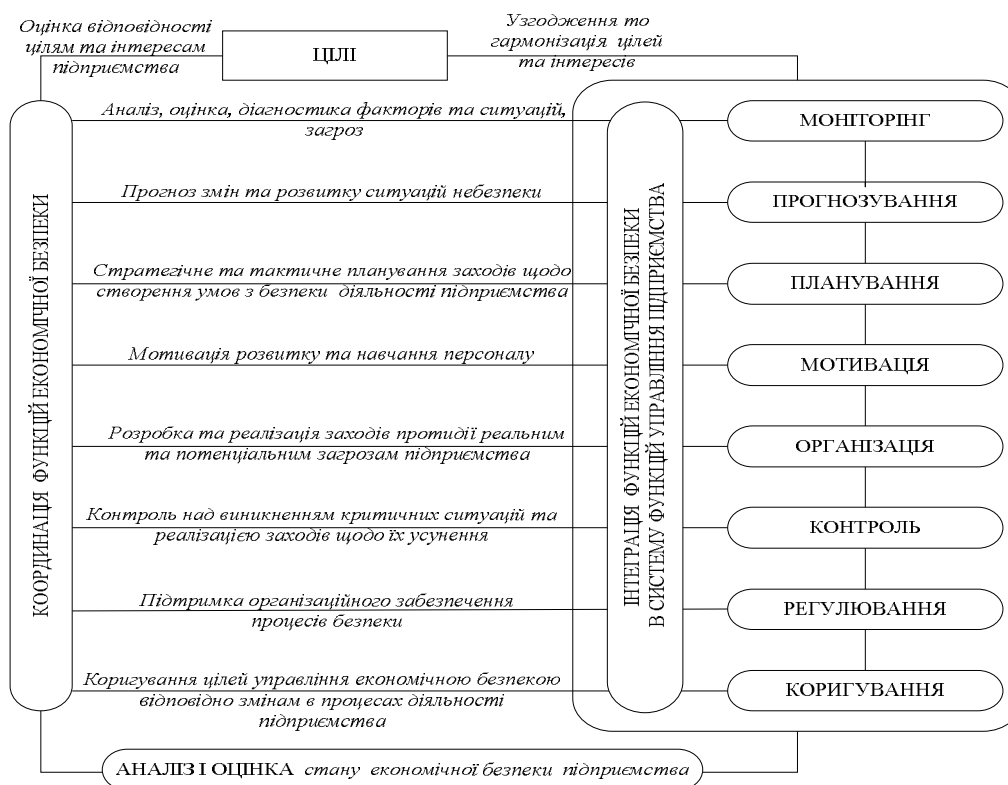 Оцінка відповідності
цілям та інтересам
підприємства
ЦІЛІ
Узгодження то
гармонізація цілей
та інтересів
КООРДИНАЦІЯ ФУНКЦІЙ ЕКОНОМІЧНОЇ БЕЗПЕКИ
Аналіз, оцінка, діагностика факторів та ситуацій,
загроз
Прогноз змін та розвитку ситуацій небезпеки
Стратегічне та тактичне планування заходів щодо
створення умов з безпеки діяльності підприємства
Мотивація розвитку та навчання персоналу
Розробка та реалізація заходів протидії реальним
та потенціальним загрозам підприємства
Контроль над виникненням критичних ситуацій та
реалізацією заходів щодо їх усунення
Підтримка організаційного забезпечення
процесів безпеки
Коригування цілей управління економічною безпекою
відповідно змінам в процесах діяльності
підприємства
ІНТЕГРАЦІЯ ФУНКЦІЙ ЕКОНОМІЧНОЇ БЕЗПЕКИ
В СИСТЕМУ ФУНКЦІЙ УПРАВЛІННЯ ПІДПРИЄМСТВА
МОНІТОРІНГ
ПРОГНОЗУВАННЯ
ПЛАНУВАННЯ
МОТИВАЦІЯ
ОРГАНІЗАЦІЯ
КОНТРОЛЬ
РЕГУЛЮВАННЯ
КОРИГУВАННЯ
АНАЛІЗ І ОЦІНКА стану економічної безпеки підприємства